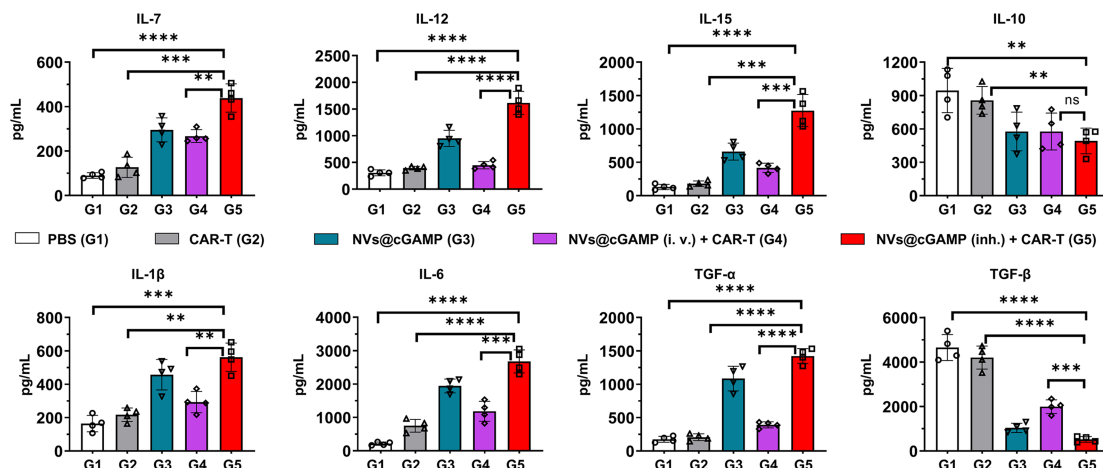 IL-7
****
***
**
pg/mL
600
400
200
0
G1 G2 G3 G4 G5
IL-12
****
****
****
pg/mL
2500
2000
1500
1000
500
0
G1 G2 G3 G4 G5
IL-15
****
***
***
pg/mL
2000
1500
1000
500
0
G1 G2 G3 G4 G5
IL-10
**
**
ns
pg/mL
1200
900
600
300
0
G1 G2 G3 G4 G5
PBS (G1)
CAR-T (G2)
NVs@cGAMP (G3)
NVs@cGAMP (i. v.) + CAR-T (G4)
NVs@cGAMP (inh.) + CAR-T (G5)
IL-1β
***
**
**
pg/mL
800
600
400
200
0
G1 G2 G3 G4 G5
IL-6
****
****
***
pg/mL
4000
3000
2000
1000
0
G1 G2 G3 G4 G5
TGF-α
****
****
****
pg/mL
2000
1500
1000
500
0
G1 G2 G3 G4 G5
TGF-β
****
****
***
pg/mL
6000
4000
2000
0
G1 G2 G3 G4 G5